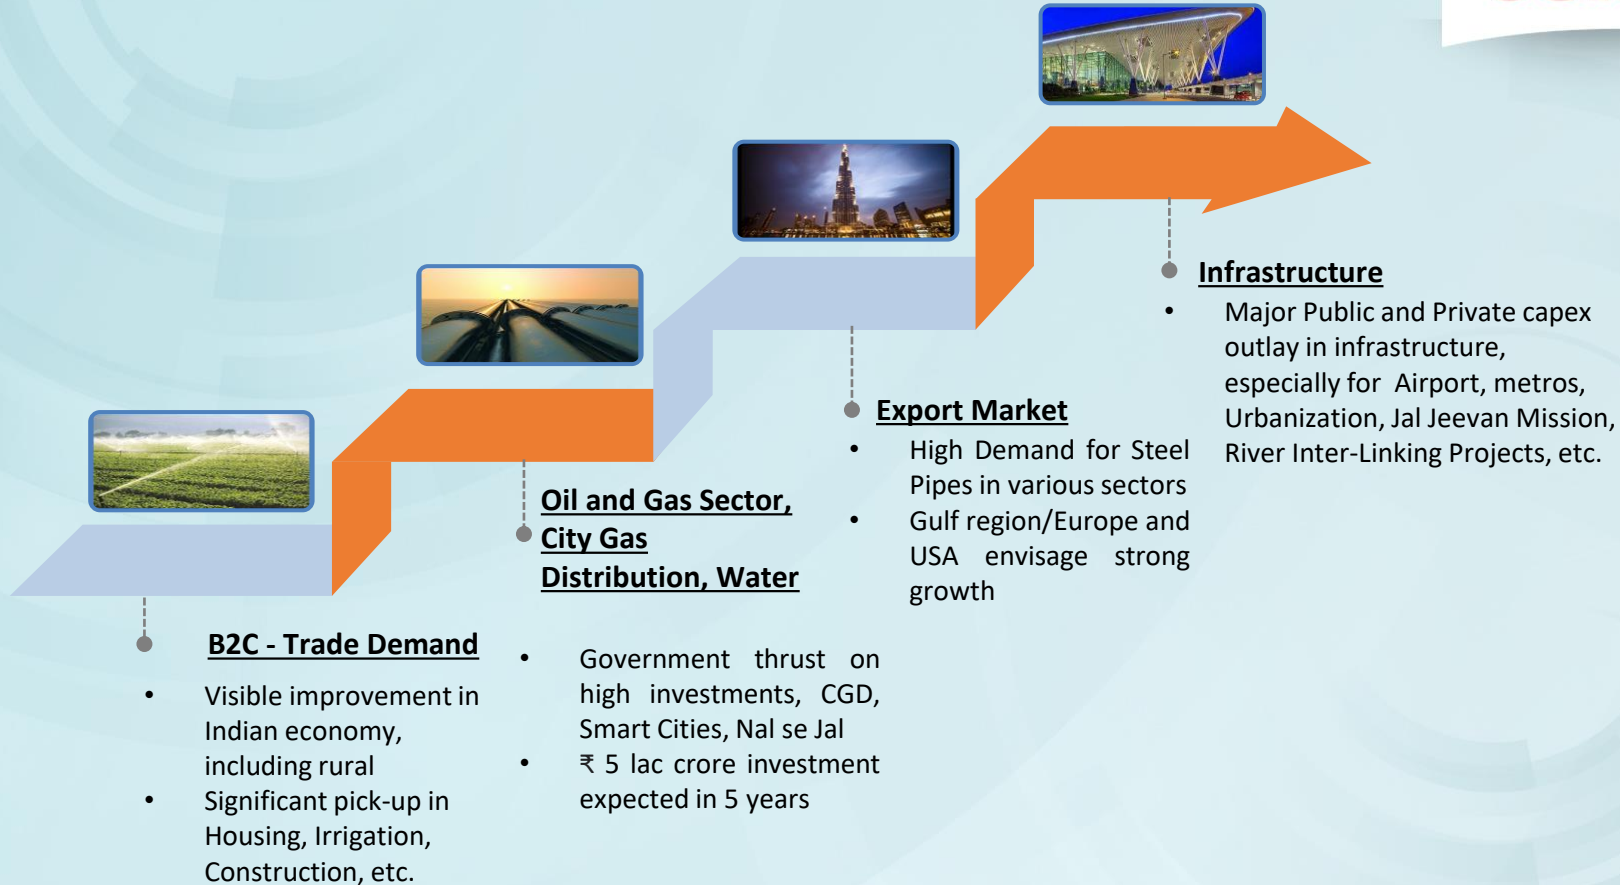 B2C - Trade Demand
• Visible improvement in
Indian economy,
including rural
• Significant pick-up in
Housing, Irrigation,
Construction, etc.
Oil and Gas Sector,
City Gas
Distribution, Water
• Government thrust on
high investments, CGD,
Smart Cities, Nal se Jal
• ₹ 5 lac crore investment
expected in 5 years
Export Market
• High Demand for Steel
Pipes in various sectors
• Gulf region/Europe and
USA envisage strong
growth
Infrastructure
• Major Public and Private capex
outlay in infrastructure,
especially for Airport, metros,
Urbanization, Jal Jeevan Mission,
River Inter-Linking Projects, etc.